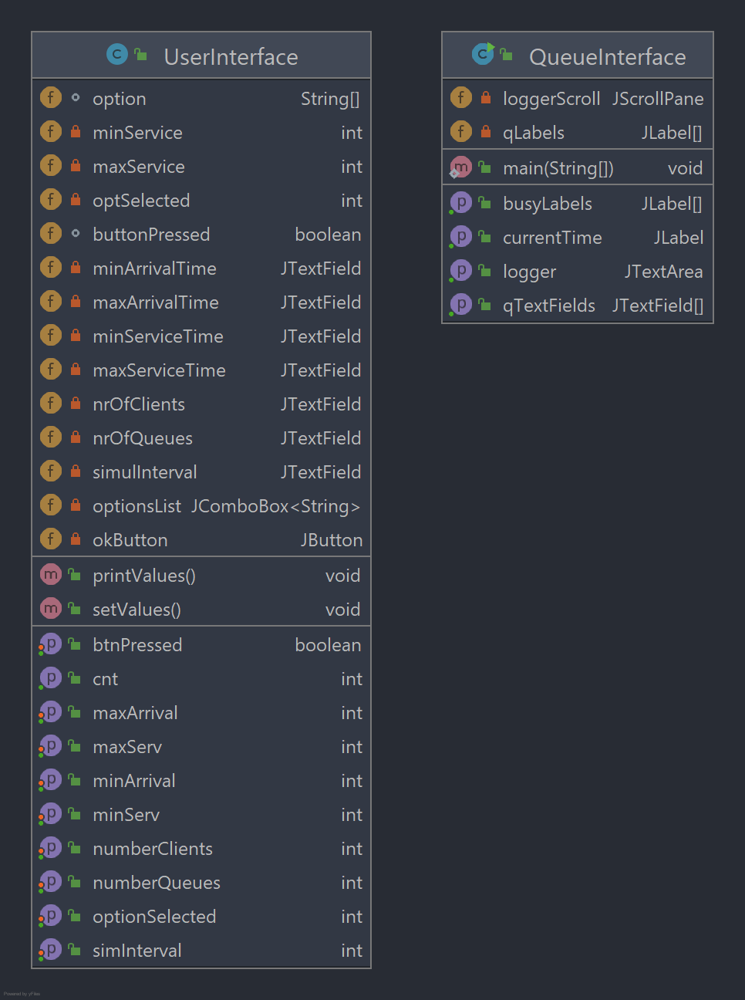 UserInterface
option String[]
minService int
maxService int
optSelected int
buttonPressed boolean
minArrivalTime JTextField
maxArrivalTime JTextField
minServiceTime JTextField
maxServiceTime JTextField
nrOfClients JTextField
nrOfQueues JTextField
simulInterval JTextField
optionsList JComboBox<String>
okButton JButton
printValues() void
setValues() void
btnPressed boolean
cnt int
maxArrival int
maxServ int
minArrival int
minServ int
numberClients int
numberQueues int
optionSelected int
simInterval int
QueueInterface
loggerScroll JScrollPane
qLabels JLabel[]
main(String[]) void
busyLabels JLabel[]
currentTime JLabel
logger JTextArea
qTextFields JTextField[]
Powered by yFiles